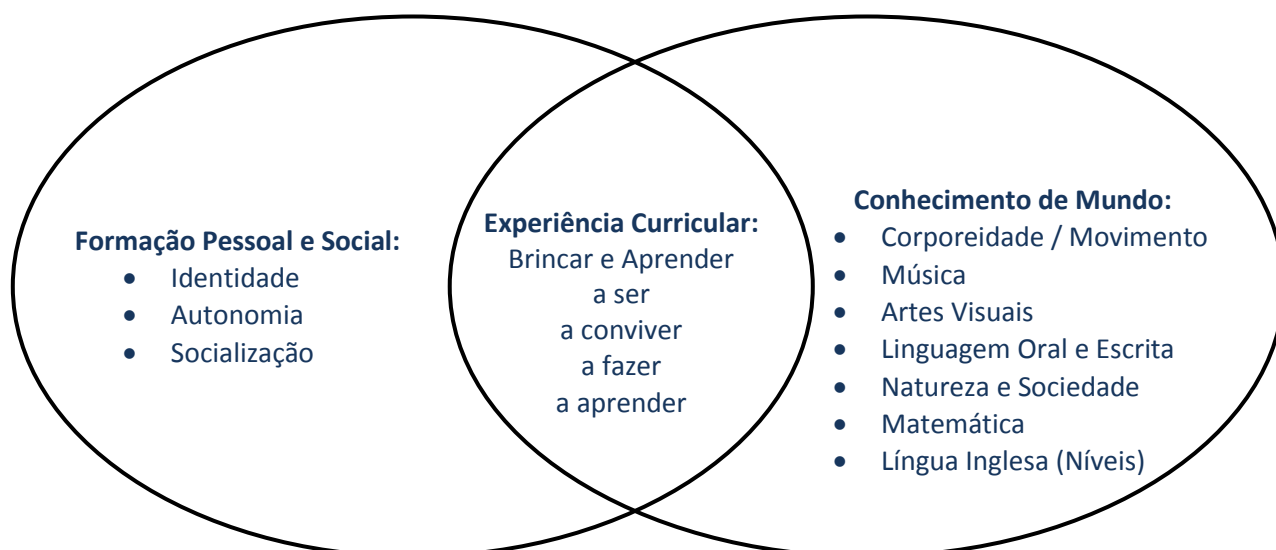 Formação Pessoal e Social:
• Identidade
• Autonomia
• Socialização
Experiência Curricular:
Brincar e Aprender
a ser
a conviver
a fazer
a aprender
Conhecimento de Mundo:
• Corporeidade / Movimento
• Música
• Artes Visuais
• Linguagem Oral e Escrita
• Natureza e Sociedade
• Matemática
• Língua Inglesa (Níveis)